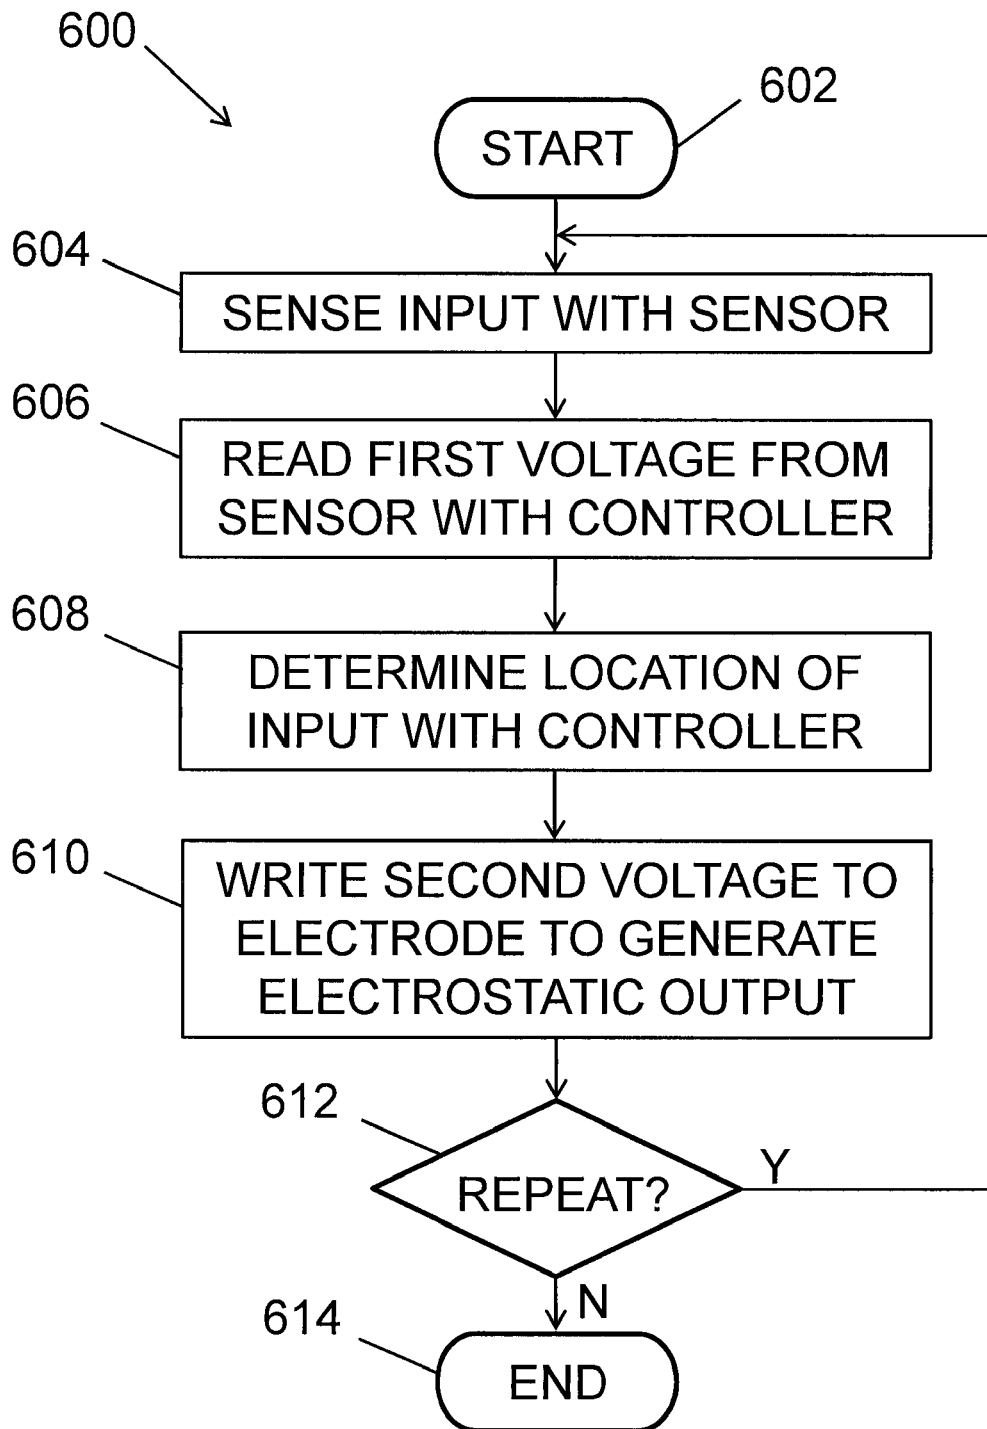 600
602
START
604
SENSE INPUT WITH SENSOR
606
READ FIRST VOLTAGE FROM
SENSOR WITH CONTROLLER
608
DETERMINE LOCATION OF
INPUT WITH CONTROLLER
610
WRITE SECOND VOLTAGE TO
ELECTRODE TO GENERATE
ELECTROSTATIC OUTPUT
612
REPEAT?
Y
N
614
END